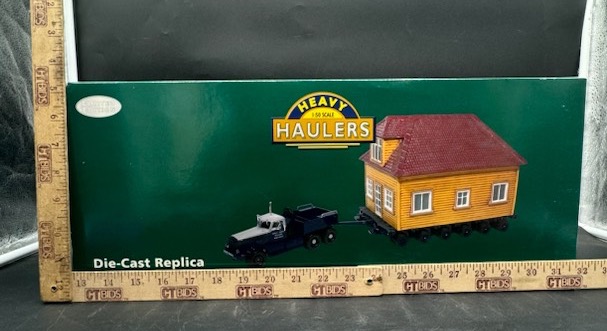 HEAVY
1:50 SCALE
HAULERS
Die-Cast Replica
13 14 15 16 17 18 19 20 21 22 23 24 25 26 27 28 29 30 31 32
GTBIDS GTBIDS GTBIDS GTBIDS GTBIDS GTBIDS GTBIDS